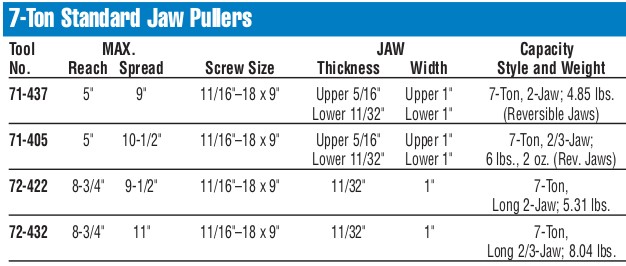 7-Ton Standard Jaw Pullers
Tool MAX. JAW Capacity
No. Reach Spread Screw Size Thickness Width Style and Weight
71-437 5" 9" 11/16"–18 x 9" Upper 5/16" Upper 1" 7-Ton, 2-Jaw; 4.85 lbs.
Lower 11/32" Lower 1" (Reversible Jaws)
71-405 5" 10-1/2" 11/16"–18 x 9" Upper 5/16" Upper 1" 7-Ton, 2/3-Jaw;
Lower 11/32" Lower 1" 6 lbs., 2 oz. (Rev. Jaws)
72-422 8-3/4" 9-1/2" 11/16"–18 x 9" 11/32" 1" 7-Ton,
Long 2-Jaw; 5.31 lbs.
72-432 8-3/4" 11" 11/16"–18 x 9" 11/32" 1" 7-Ton,
Long 2/3-Jaw; 8.04 lbs.